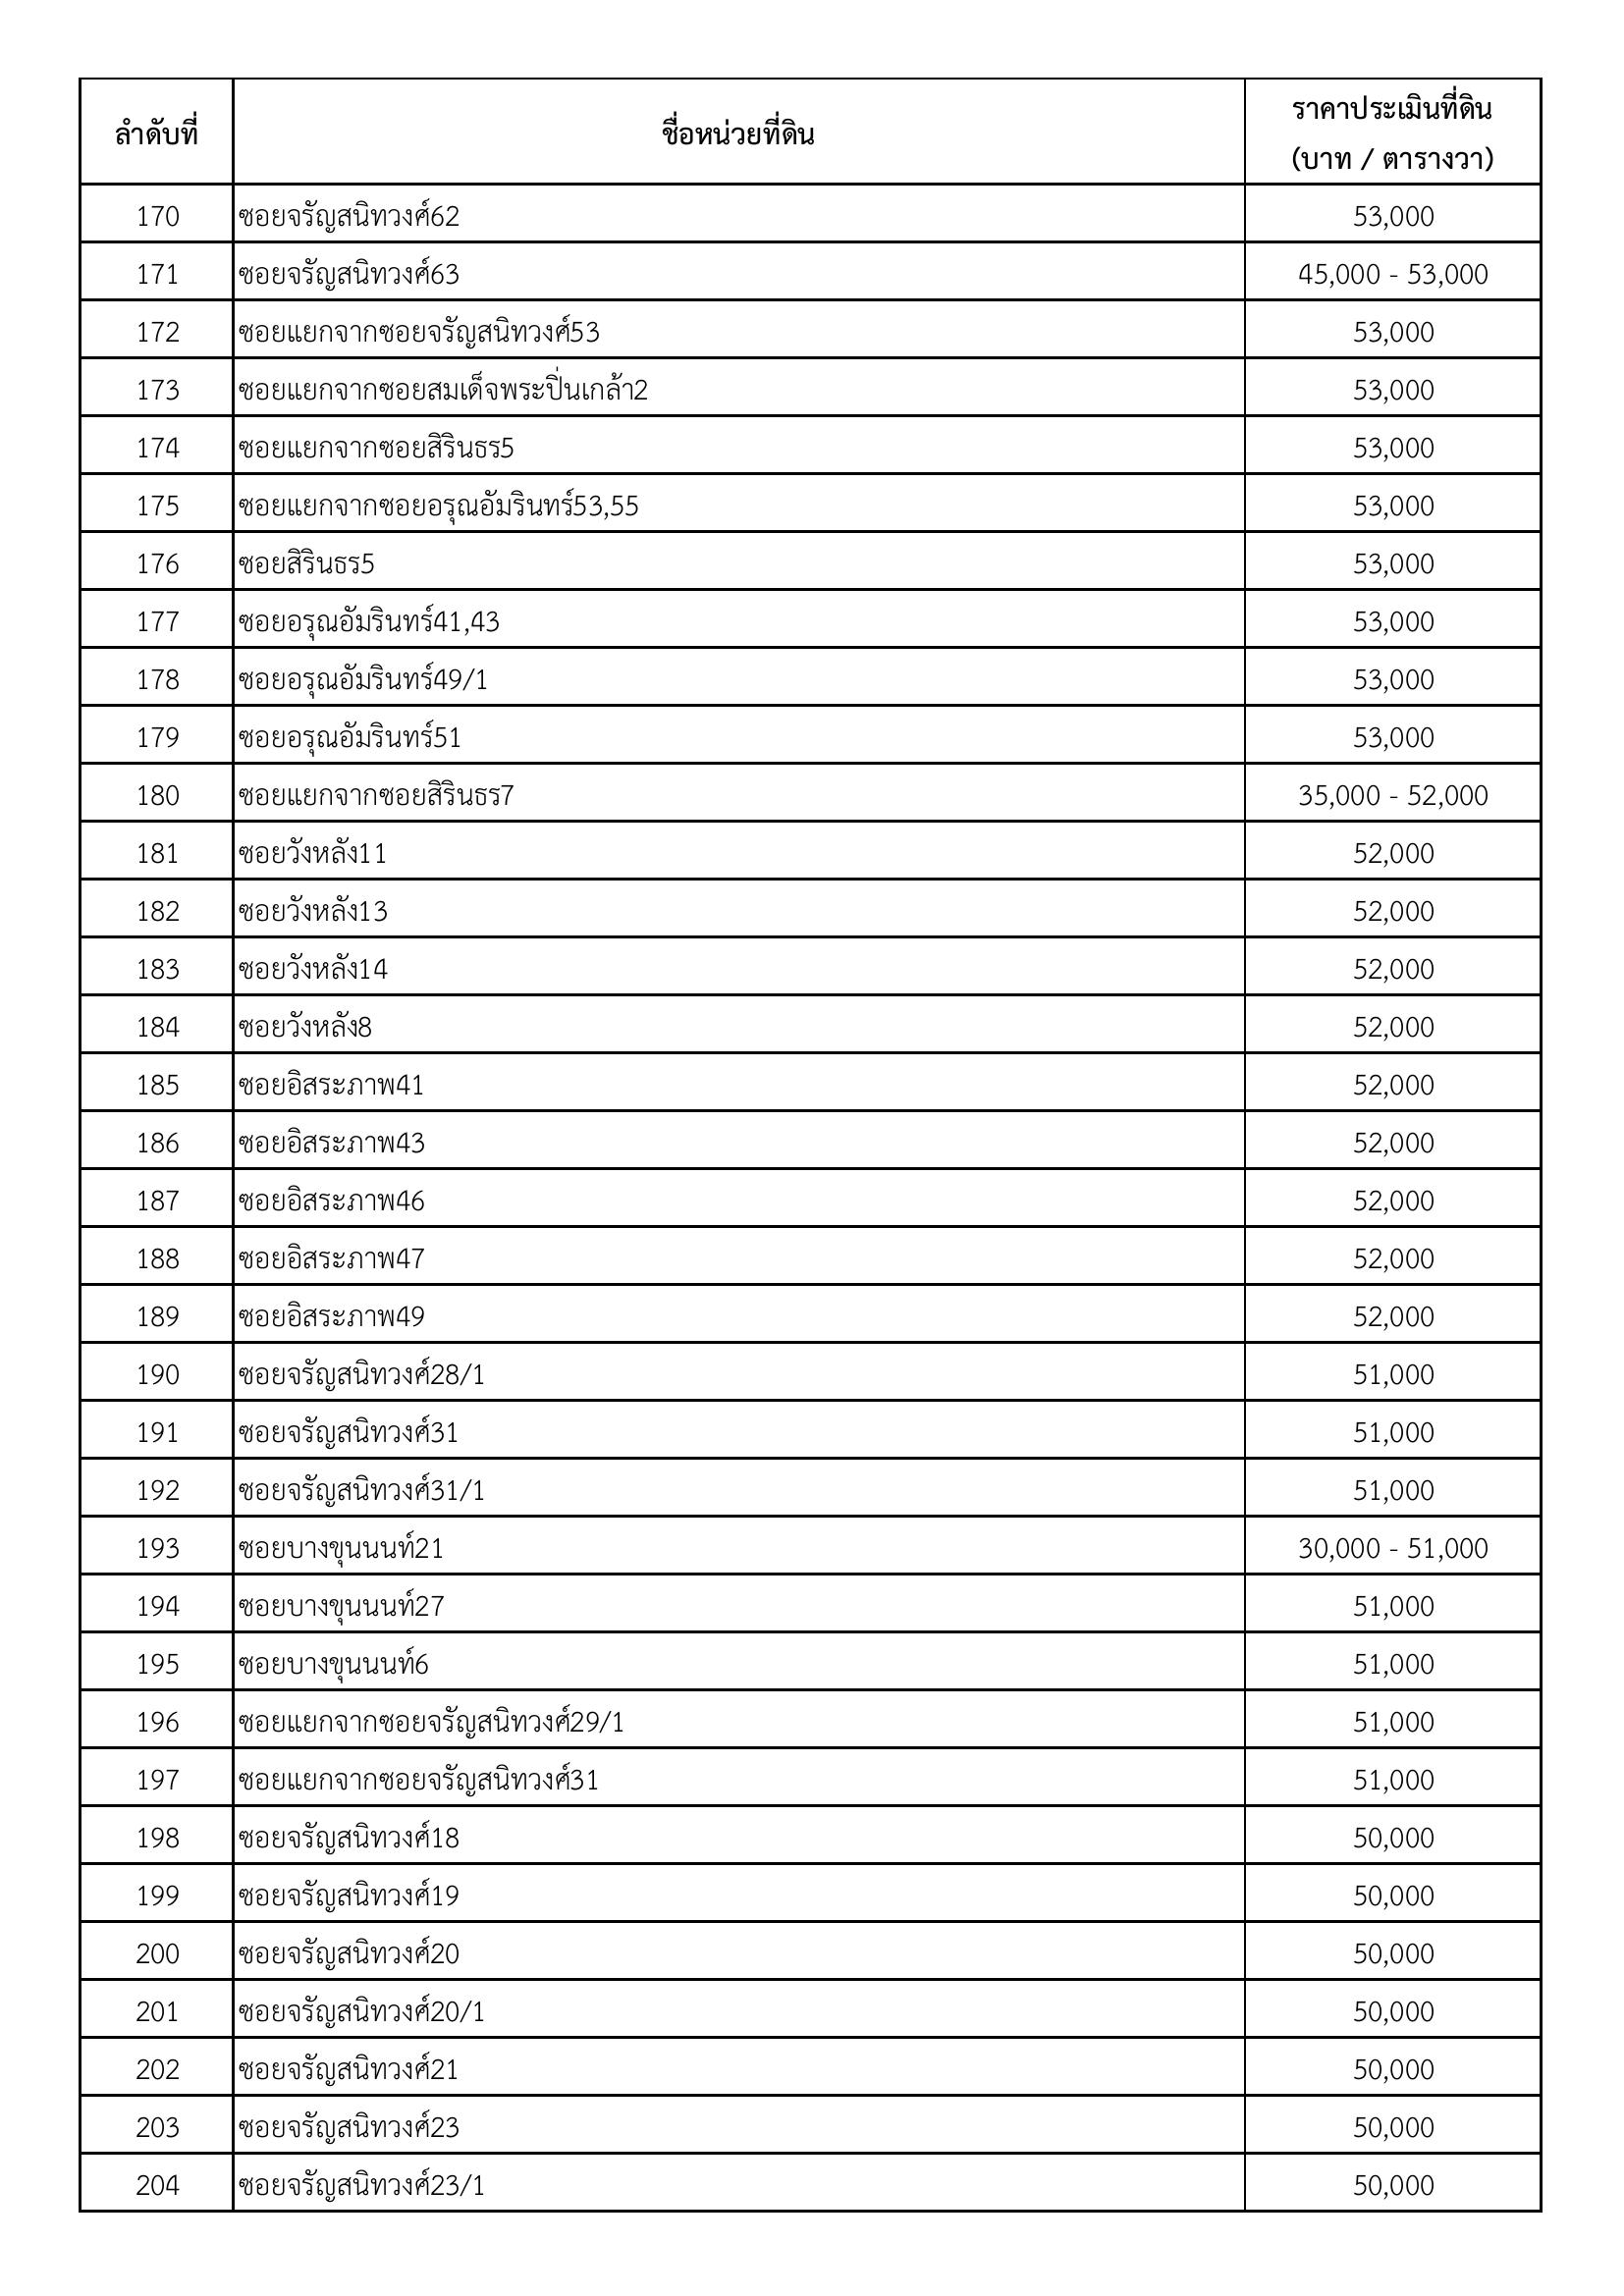 ลำดับที่ ชื่อหน่วยที่ดิน ราคาประเมินที่ดิน
(บาท / ตารางวา)
170 ซอยจรัญสนิทวงศ์62 53,000
171 ซอยจรัญสนิทวงศ์63 45,000 - 53,000
172 ซอยแยกจากซอยจรัญสนิทวงศ์53 53,000
173 ซอยแยกจากซอยสมเด็จพระปิ่นเกล้า2 53,000
174 ซอยแยกจากซอยสิรินธร5 53,000
175 ซอยแยกจากซอยอรุณอัมรินทร์53,55 53,000
176 ซอยสิรินธร5 53,000
177 ซอยอรุณอัมรินทร์41,43 53,000
178 ซอยอรุณอัมรินทร์49/1 53,000
179 ซอยอรุณอัมรินทร์51 53,000
180 ซอยแยกจากซอยสิรินธร7 35,000 - 52,000
181 ซอยวังหลัง11 52,000
182 ซอยวังหลัง13 52,000
183 ซอยวังหลัง14 52,000
184 ซอยวังหลัง8 52,000
185 ซอยอิสระภาพ41 52,000
186 ซอยอิสระภาพ43 52,000
187 ซอยอิสระภาพ46 52,000
188 ซอยอิสระภาพ47 52,000
189 ซอยอิสระภาพ49 52,000
190 ซอยจรัญสนิทวงศ์28/1 51,000
191 ซอยจรัญสนิทวงศ์31 51,000
192 ซอยจรัญสนิทวงศ์31/1 51,000
193 ซอยบางขุนนนท์21 30,000 - 51,000
194 ซอยบางขุนนนท์27 51,000
195 ซอยบางขุนนนท์6 51,000
196 ซอยแยกจากซอยจรัญสนิทวงศ์29/1 51,000
197 ซอยแยกจากซอยจรัญสนิทวงศ์31 51,000
198 ซอยจรัญสนิทวงศ์18 50,000
199 ซอยจรัญสนิทวงศ์19 50,000
200 ซอยจรัญสนิทวงศ์20 50,000
201 ซอยจรัญสนิทวงศ์20/1 50,000
202 ซอยจรัญสนิทวงศ์21 50,000
203 ซอยจรัญสนิทวงศ์23 50,000
204 ซอยจรัญสนิทวงศ์23/1 50,000